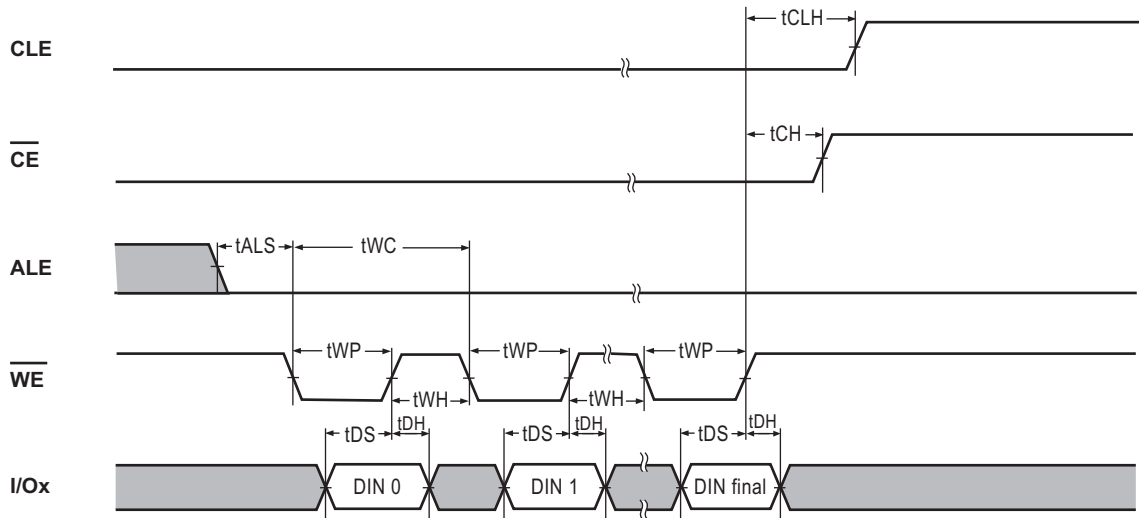 tCLH
CLE
tCH
CE
tALS tWC
ALE
tWP tWP tWP
WE
tWH tWH
tDS tDH tDS tDH tDS tDH
I/Ox DIN 0 DIN 1 DIN final